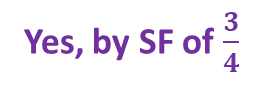 Yes, by SF of 3/4